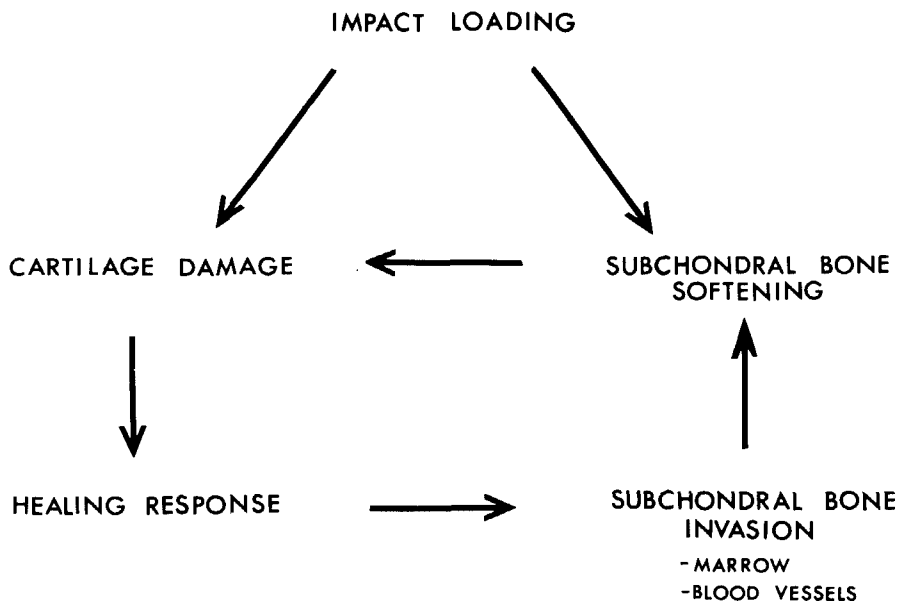 IMPACT LOADING
CARTILAGE DAMAGE
SUBCHONDRAL BONE
SOFTENING
HEALING RESPONSE
SUBCHONDRAL BONE
INVASION
-MARROW
-BLOOD VESSELS